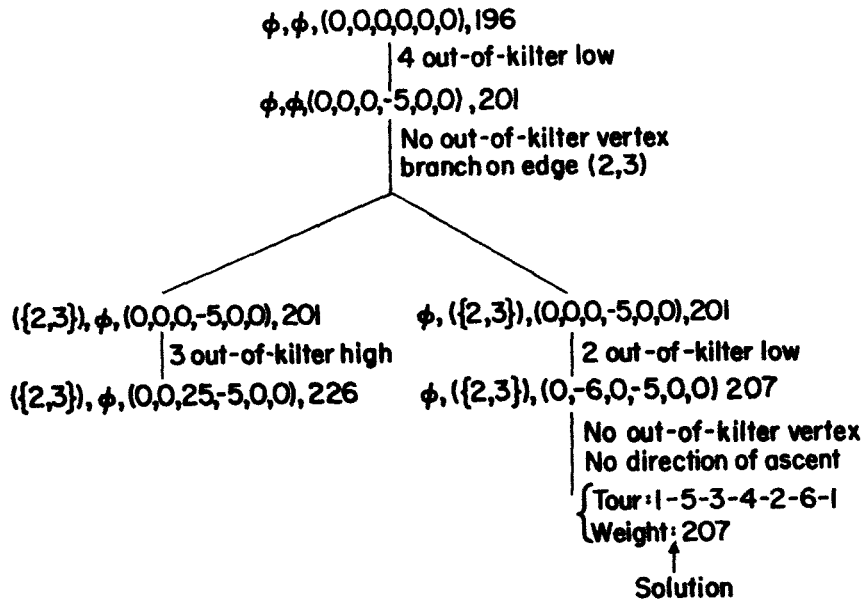 ϕ,ϕ,(0,0,0,0,0,0),196
4 out-of-kilter low
ϕ,ϕ,(0,0,0,-5,0,0),201
No out-of-kilter vertex
branch on edge (2,3)
({2,3}),ϕ,(0,0,0,-5,0,0),201
3 out-of-kilter high
({2,3}),ϕ,(0,0,25,-5,0,0),226
ϕ,({2,3}),(0,0,0,-5,0,0),201
2 out-of-kilter low
ϕ,({2,3}),(0,-6,0,-5,0,0) 207
No out-of-kilter vertex
No direction of ascent
Tour:1-5-3-4-2-6-1
Weight:207
Solution